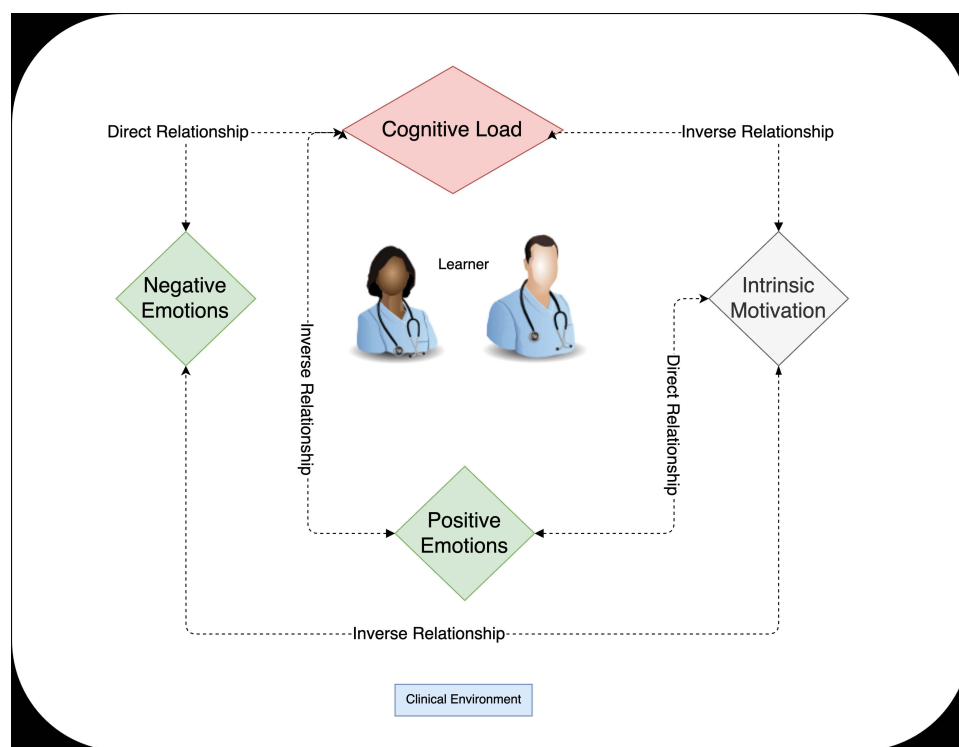 Cognitive Load
Direct Relationship
Inverse Relationship
Learner
Negative
Emotions
Intrinsic
Motivation
Inverse Relationship
Direct Relationship
Positive
Emotions
Inverse Relationship
Clinical Environment